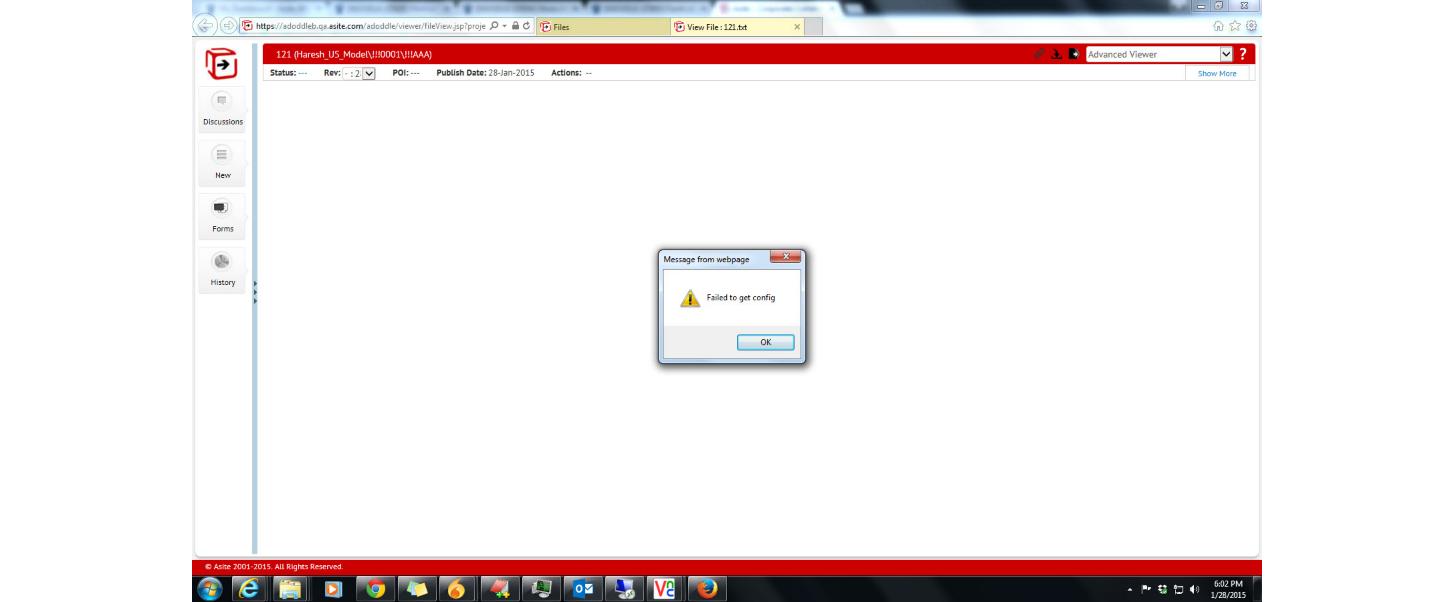 https://adoddleb.qa.asite.com/adoddle/viewer/fileView.jsp?proje
Files
View File : 121.txt
121 (Haresh_US_Model\!!!0001\!!!AAA)
Advanced Viewer
?
Status: ---
Rev: - : 2
POI: ---
Publish Date: 28-Jan-2015
Actions: --
Show More
Discussions
New
Forms
History
Message from webpage
Failed to get config
OK
© Asite 2001-2015. All Rights Reserved.
6:02 PM
1/28/2015